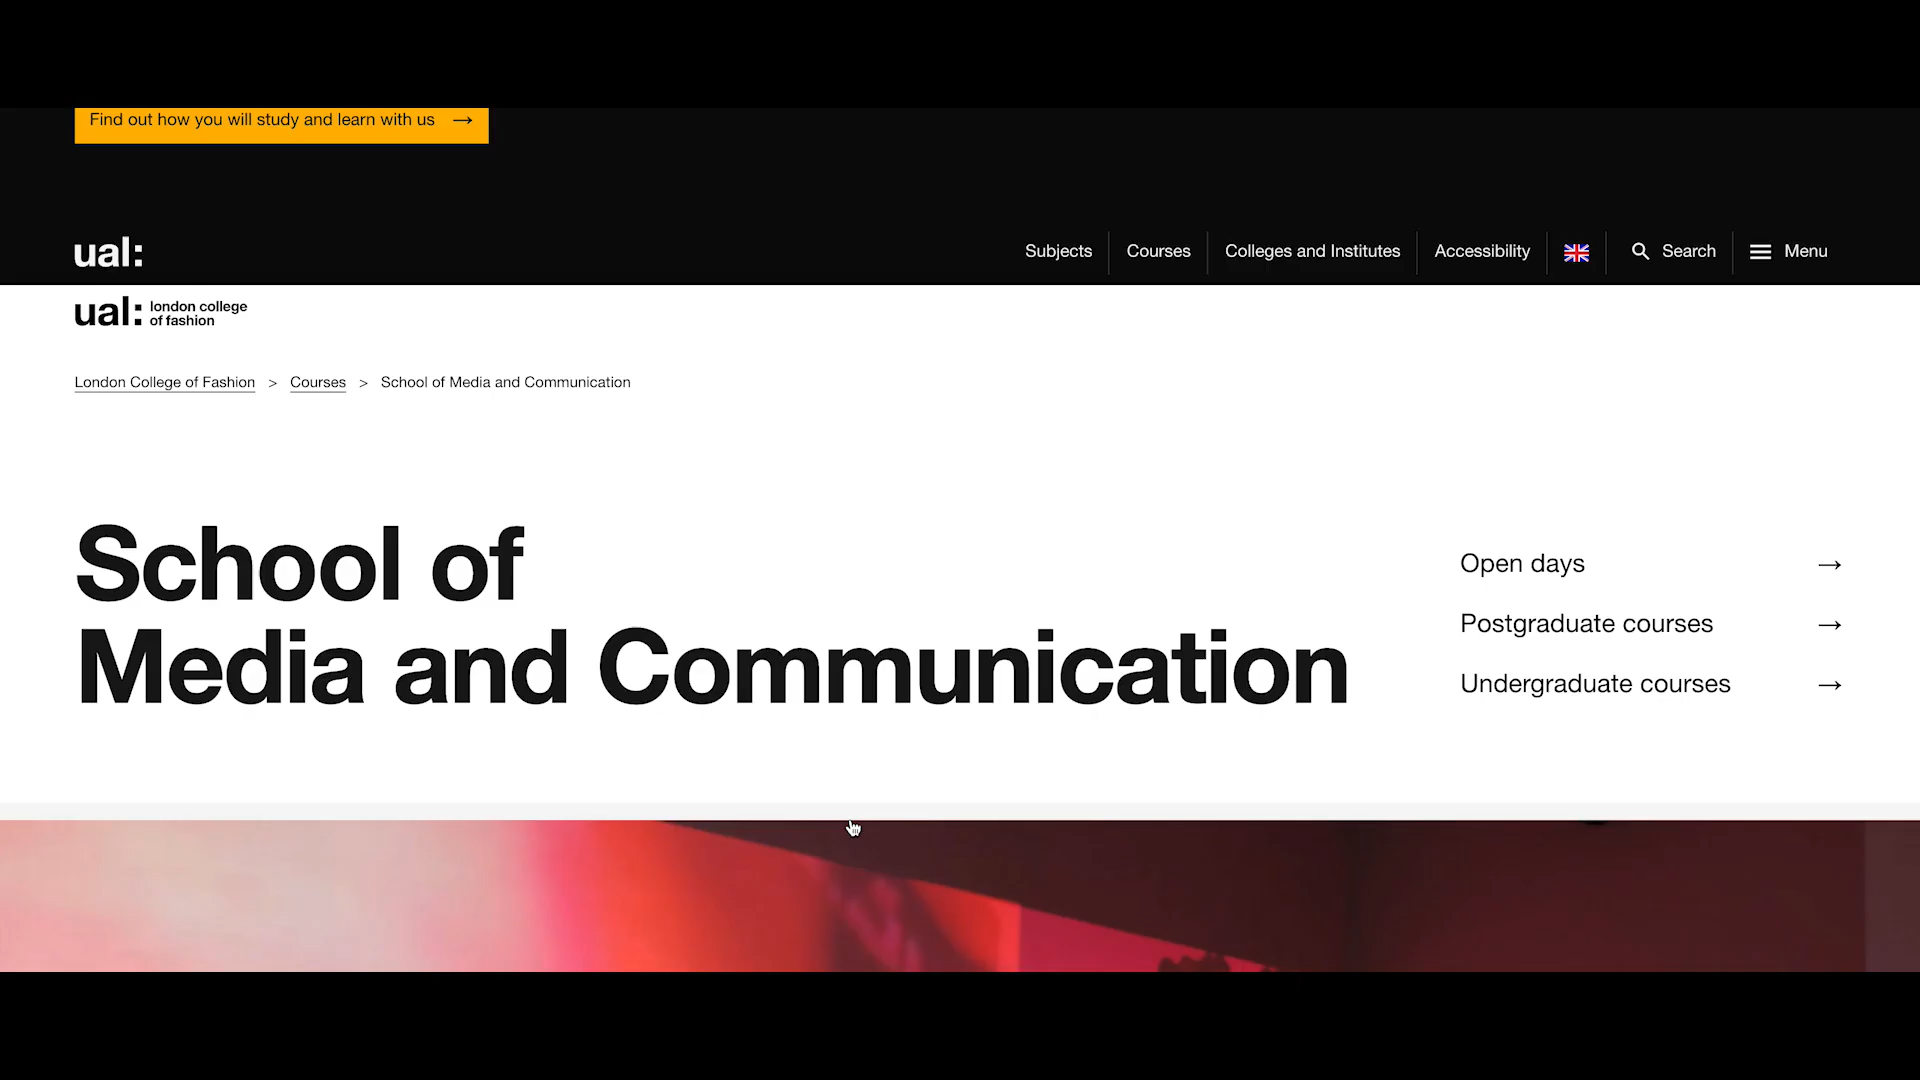 Find out how you will study and learn with us →
ual:
Subjects
Courses
Colleges and Institutes
Accessibility
Search
Menu
ual: london college
of fashion
London College of Fashion > Courses > School of Media and Communication
School of
Media and Communication
Open days →
Postgraduate courses →
Undergraduate courses →